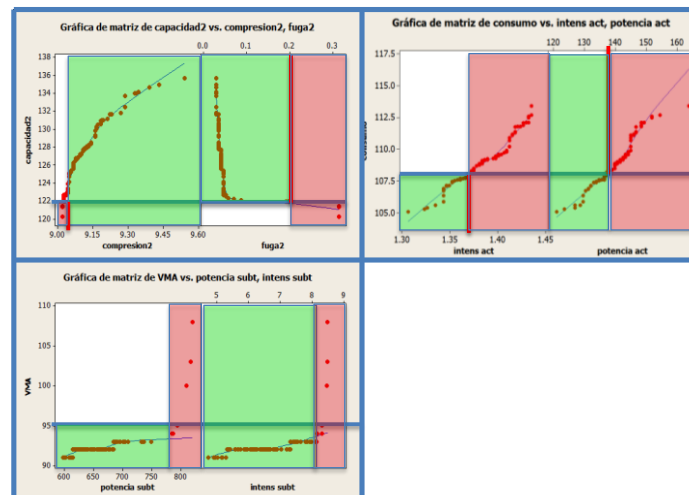 Gráfica de matriz de capacidad2 vs. compresion2, fuga2
0.0 0.1 0.2 0.3
138
136
134
132
130
128
126
124
122
120
capacidad2
9.00 9.15 9.30 9.45 9.60
compresion2 fuga2
Gráfica de matriz de consumo vs. intens act, potencia act
120 130 140 150 160
117.5
115.0
112.5
110.0
107.5
105.0
consumo
1.30 1.35 1.40 1.45
intens act potencia act
Gráfica de matriz de VMA vs. potencia subt, intens subt
5 6 7 8 9
110
105
100
95
90
VMA
600 650 700 750 800
potencia subt intens subt